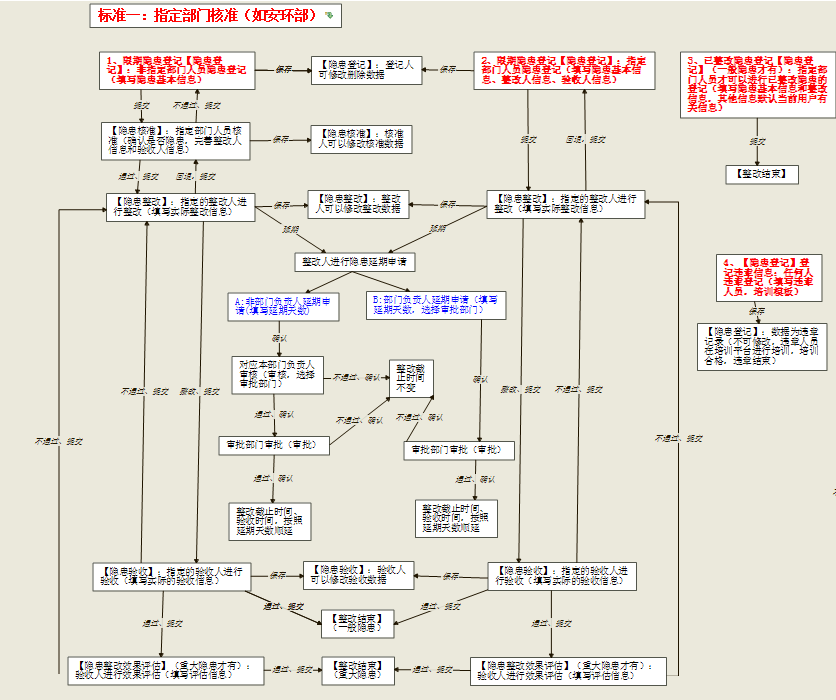 标准一：指定部门核准（如安环部）
1、限期隐患登记【隐患登
记】：非指定部门人员隐患登记
（填写隐患基本信息）
保存
【隐患登记】：登记人
可修改删除数据
保存
2、限期隐患隐患登记】：指定
部门人员隐患登记（填写隐患基本信
息、整改人信息、验收人信息）
3、已整改隐患登记【隐患登
记】（一般隐患才有）：指定部
门人员才可以进行已整改隐患的
登记（填写隐患基本信息和整改
信息，其他信息默认当前用户有
关信息）
提交
不通过、提交
【隐患核准】：指定部门人员核
准（确认是否隐患，完善整改人
信息和验收人信息）
保存
【隐患核准】：核准
人可以修改核准数据
提交
回退，提交
提交
【整改结束】
通过、提交
回退，提交
【隐患整改】：指定的整改人进
行整改（填写实际整改信息）
保存
【隐患整改】：整改
人可以修改整改数据
保存
【隐患整改】：指定的整改人进行
整改（填写实际整改信息）
延期
延期
整改人进行隐患延期申请
4、【隐患登记】登
记违章信息：任何人
违章登记（填写违章
人员，培训模板）
保存
A:非部门负责人延期申
请(填写延期天数)
B:部门负责人延期申请（填写
延期天数，选择审批部门）
【隐患登记】：数据为违章
记录（不可修改，违章人员
在培训平台进行培训，培训
合格，违章结束）
确认
对应本部门负责人
审核（审核，选择
审批部门）
不通过、确认
整改截
止时间
不变
确认
不通过、提交
整改、提交
整改、提交
不通过、提交
通过、确认
不通过、确认
不通过、确认
不通过、提交
不通过、提交
审批部门审批（审批）
审批部门审批（审批）
通过、确认
通过、确认
整改截止时间、
验收时间，按照
延期天数顺延
整改截止时间、
验收时间，按照
延期天数顺延
【隐患验收】：指定的验收人进行
验收（填写实际的验收信息）
保存
【隐患验收】：验收人
可以修改验收数据
保存
【隐患验收】：指定的验收人进
行验收（填写实际的验收信息）
通过、提交
通过、提交
通过、提交
【整改结束】
（一般隐患）
通过、提交
【隐患整改效果评估】（重大隐患才有）：
验收人进行效果评估（填写评估信息）
通过、提交
【整改结束】
（重大隐患）
通过、提交
【隐患整改效果评估】（重大隐患才有）：
验收人进行效果评估（填写评估信息）